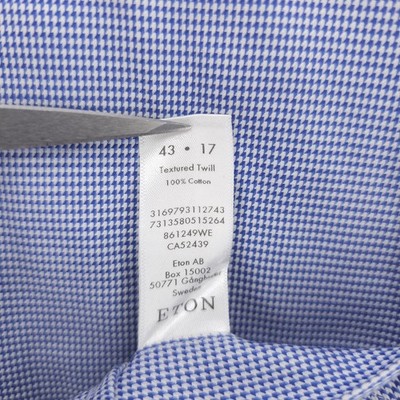 43 • 17
Textured Twill
100% Cotton
3169793112743
7313580515264
861249WE
CA52439
Eton AB
Box 15002
50771 Gånghester
Sweden
ETON